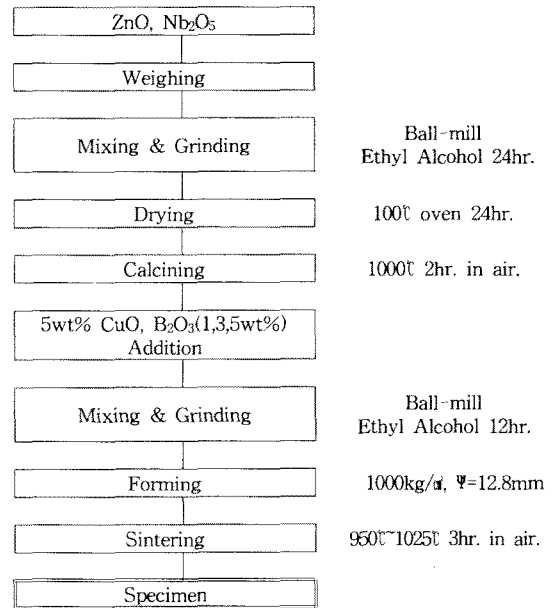 ZnO, Nb₂O₅
Weighing
Mixing & Grinding
Ball-mill
Ethyl Alcohol 24hr.
Drying
100℃ oven 24hr.
Calcining
1000℃ 2hr. in air.
5wt% CuO, B₂O₃(1,3,5wt%)
Addition
Mixing & Grinding
Ball-mill
Ethyl Alcohol 12hr.
Forming
1000kg/㎠, Ψ=12.8mm
Sintering
950℃~1025℃ 3hr. in air.
Specimen